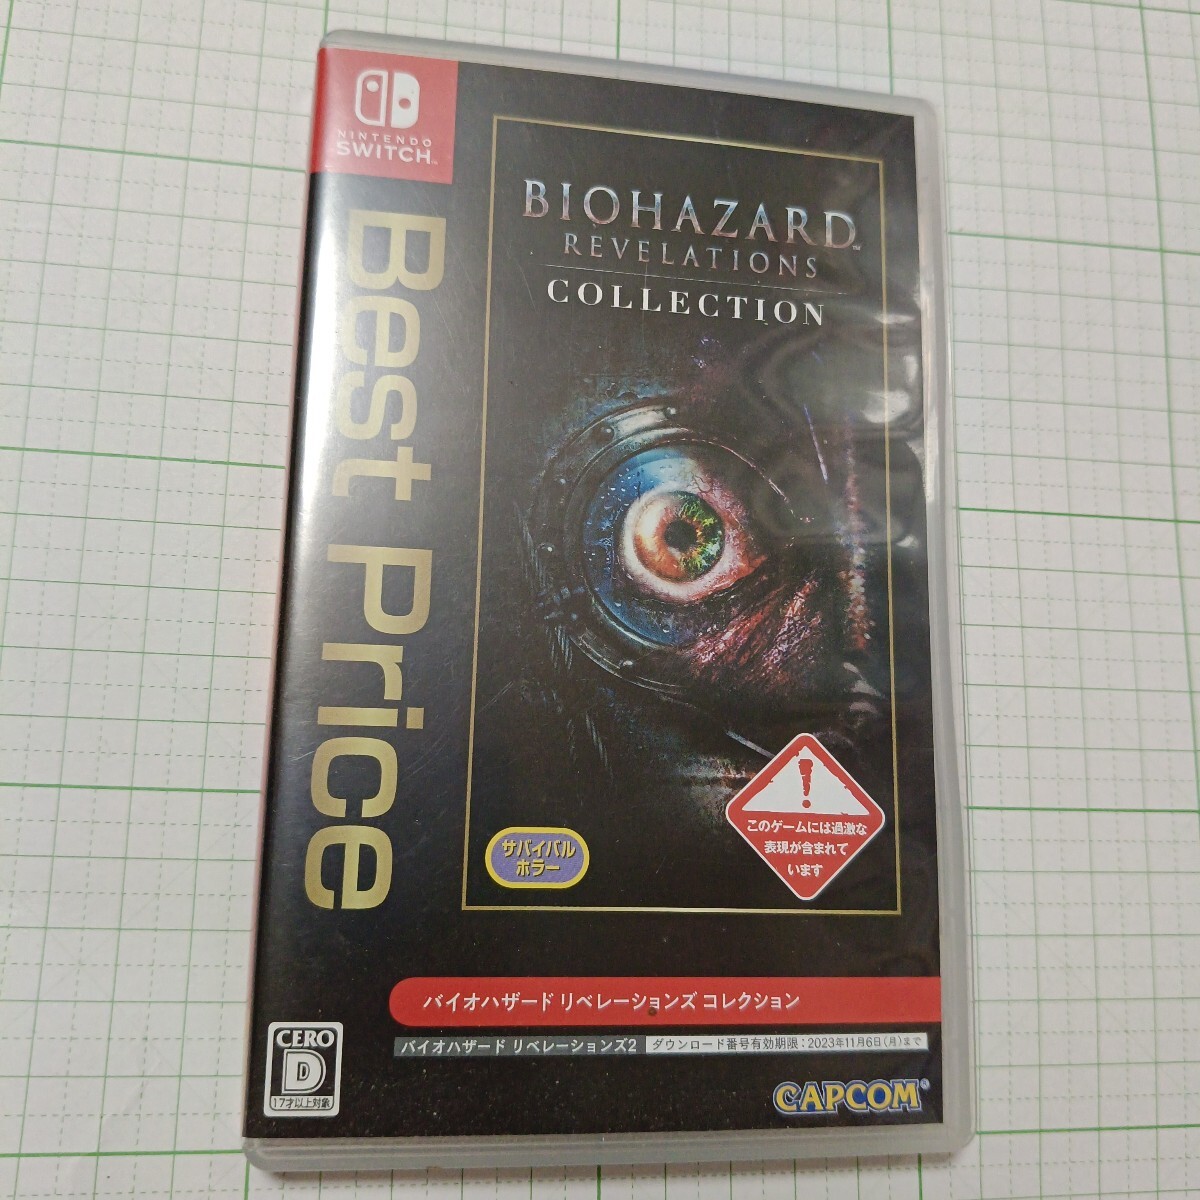 NINTENDO
SWITCH™
Best Price
BIOHAZARD™
REVELATIONS
COLLECTION
このゲームには過激な
表現が含まれて
います
サバイバル
ホラー
バイオハザード リベレーションズ コレクション
バイオハザード リベレーションズ2 ダウンロード番号有効期限：2023年11月6日(月)まで
CERO
D
17才以上対象
CAPCOM®